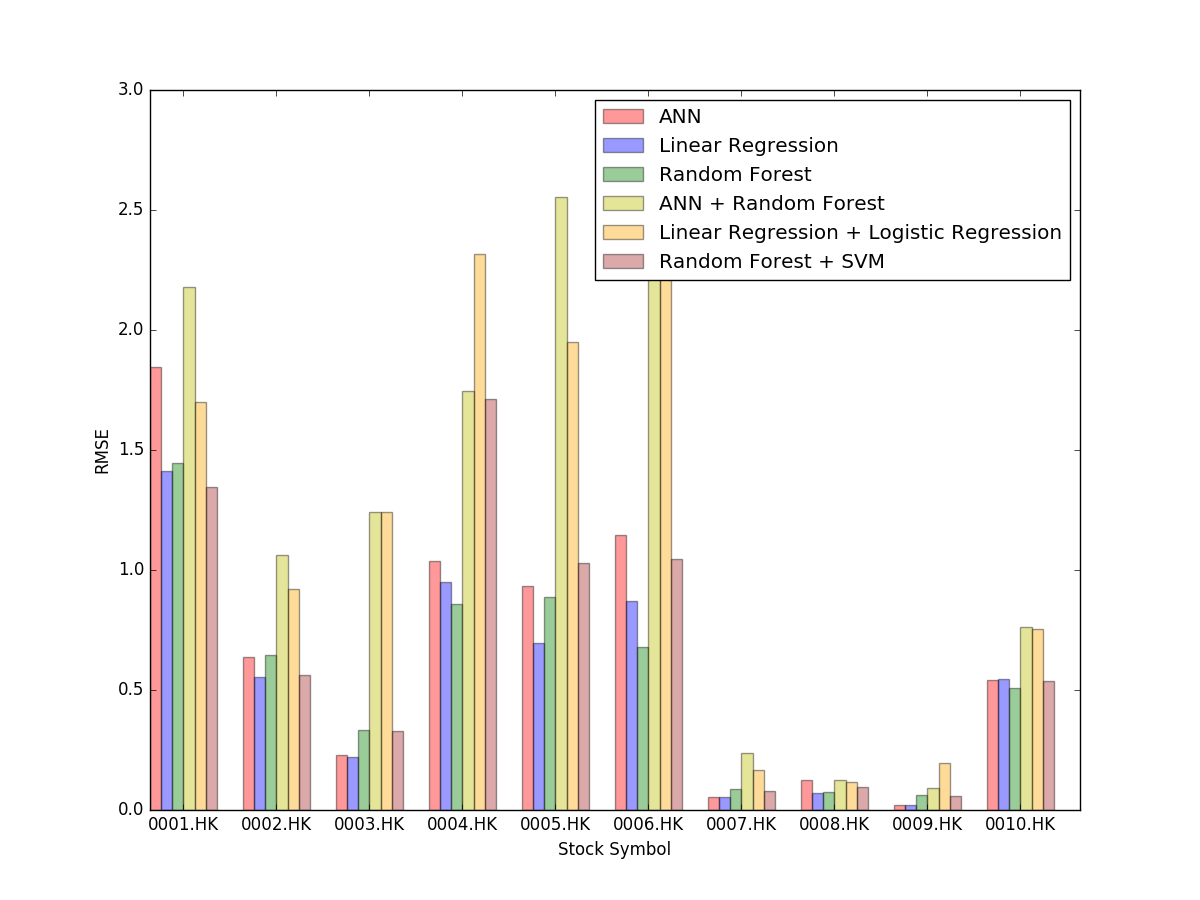 3.0
2.5
2.0
1.5
1.0
0.5
0.0
RMSE
ANN
Linear Regression
Random Forest
ANN + Random Forest
Linear Regression + Logistic Regression
Random Forest + SVM
0001.HK 0002.HK 0003.HK 0004.HK 0005.HK 0006.HK 0007.HK 0008.HK 0009.HK 0010.HK
Stock Symbol